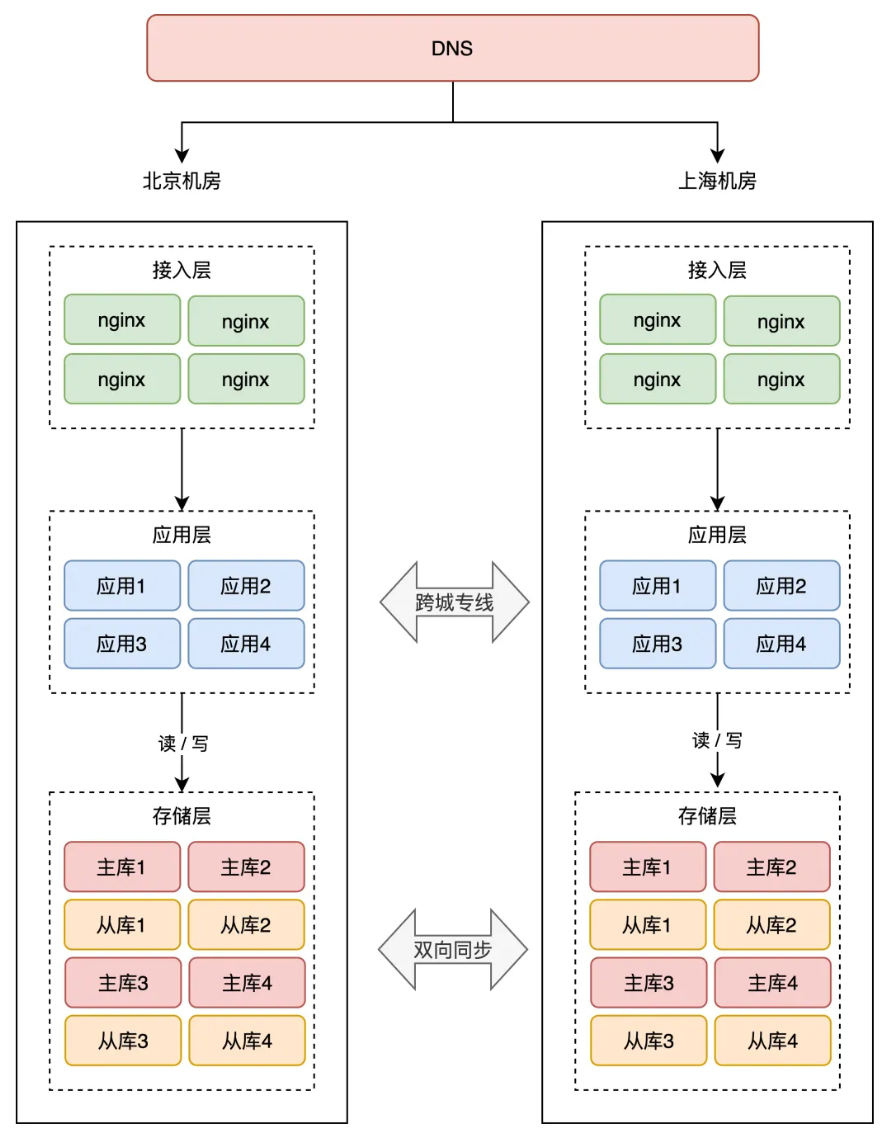 DNS
北京机房
上海机房
接入层
nginx nginx
nginx nginx
接入层
nginx nginx
nginx nginx
应用层
应用1 应用2
应用3 应用4
跨城专线
应用层
应用1 应用2
应用3 应用4
读 / 写
读 / 写
存储层
主库1 主库2
从库1 从库2
主库3 主库4
从库3 从库4
双向同步
存储层
主库1 主库2
从库1 从库2
主库3 主库4
从库3 从库4